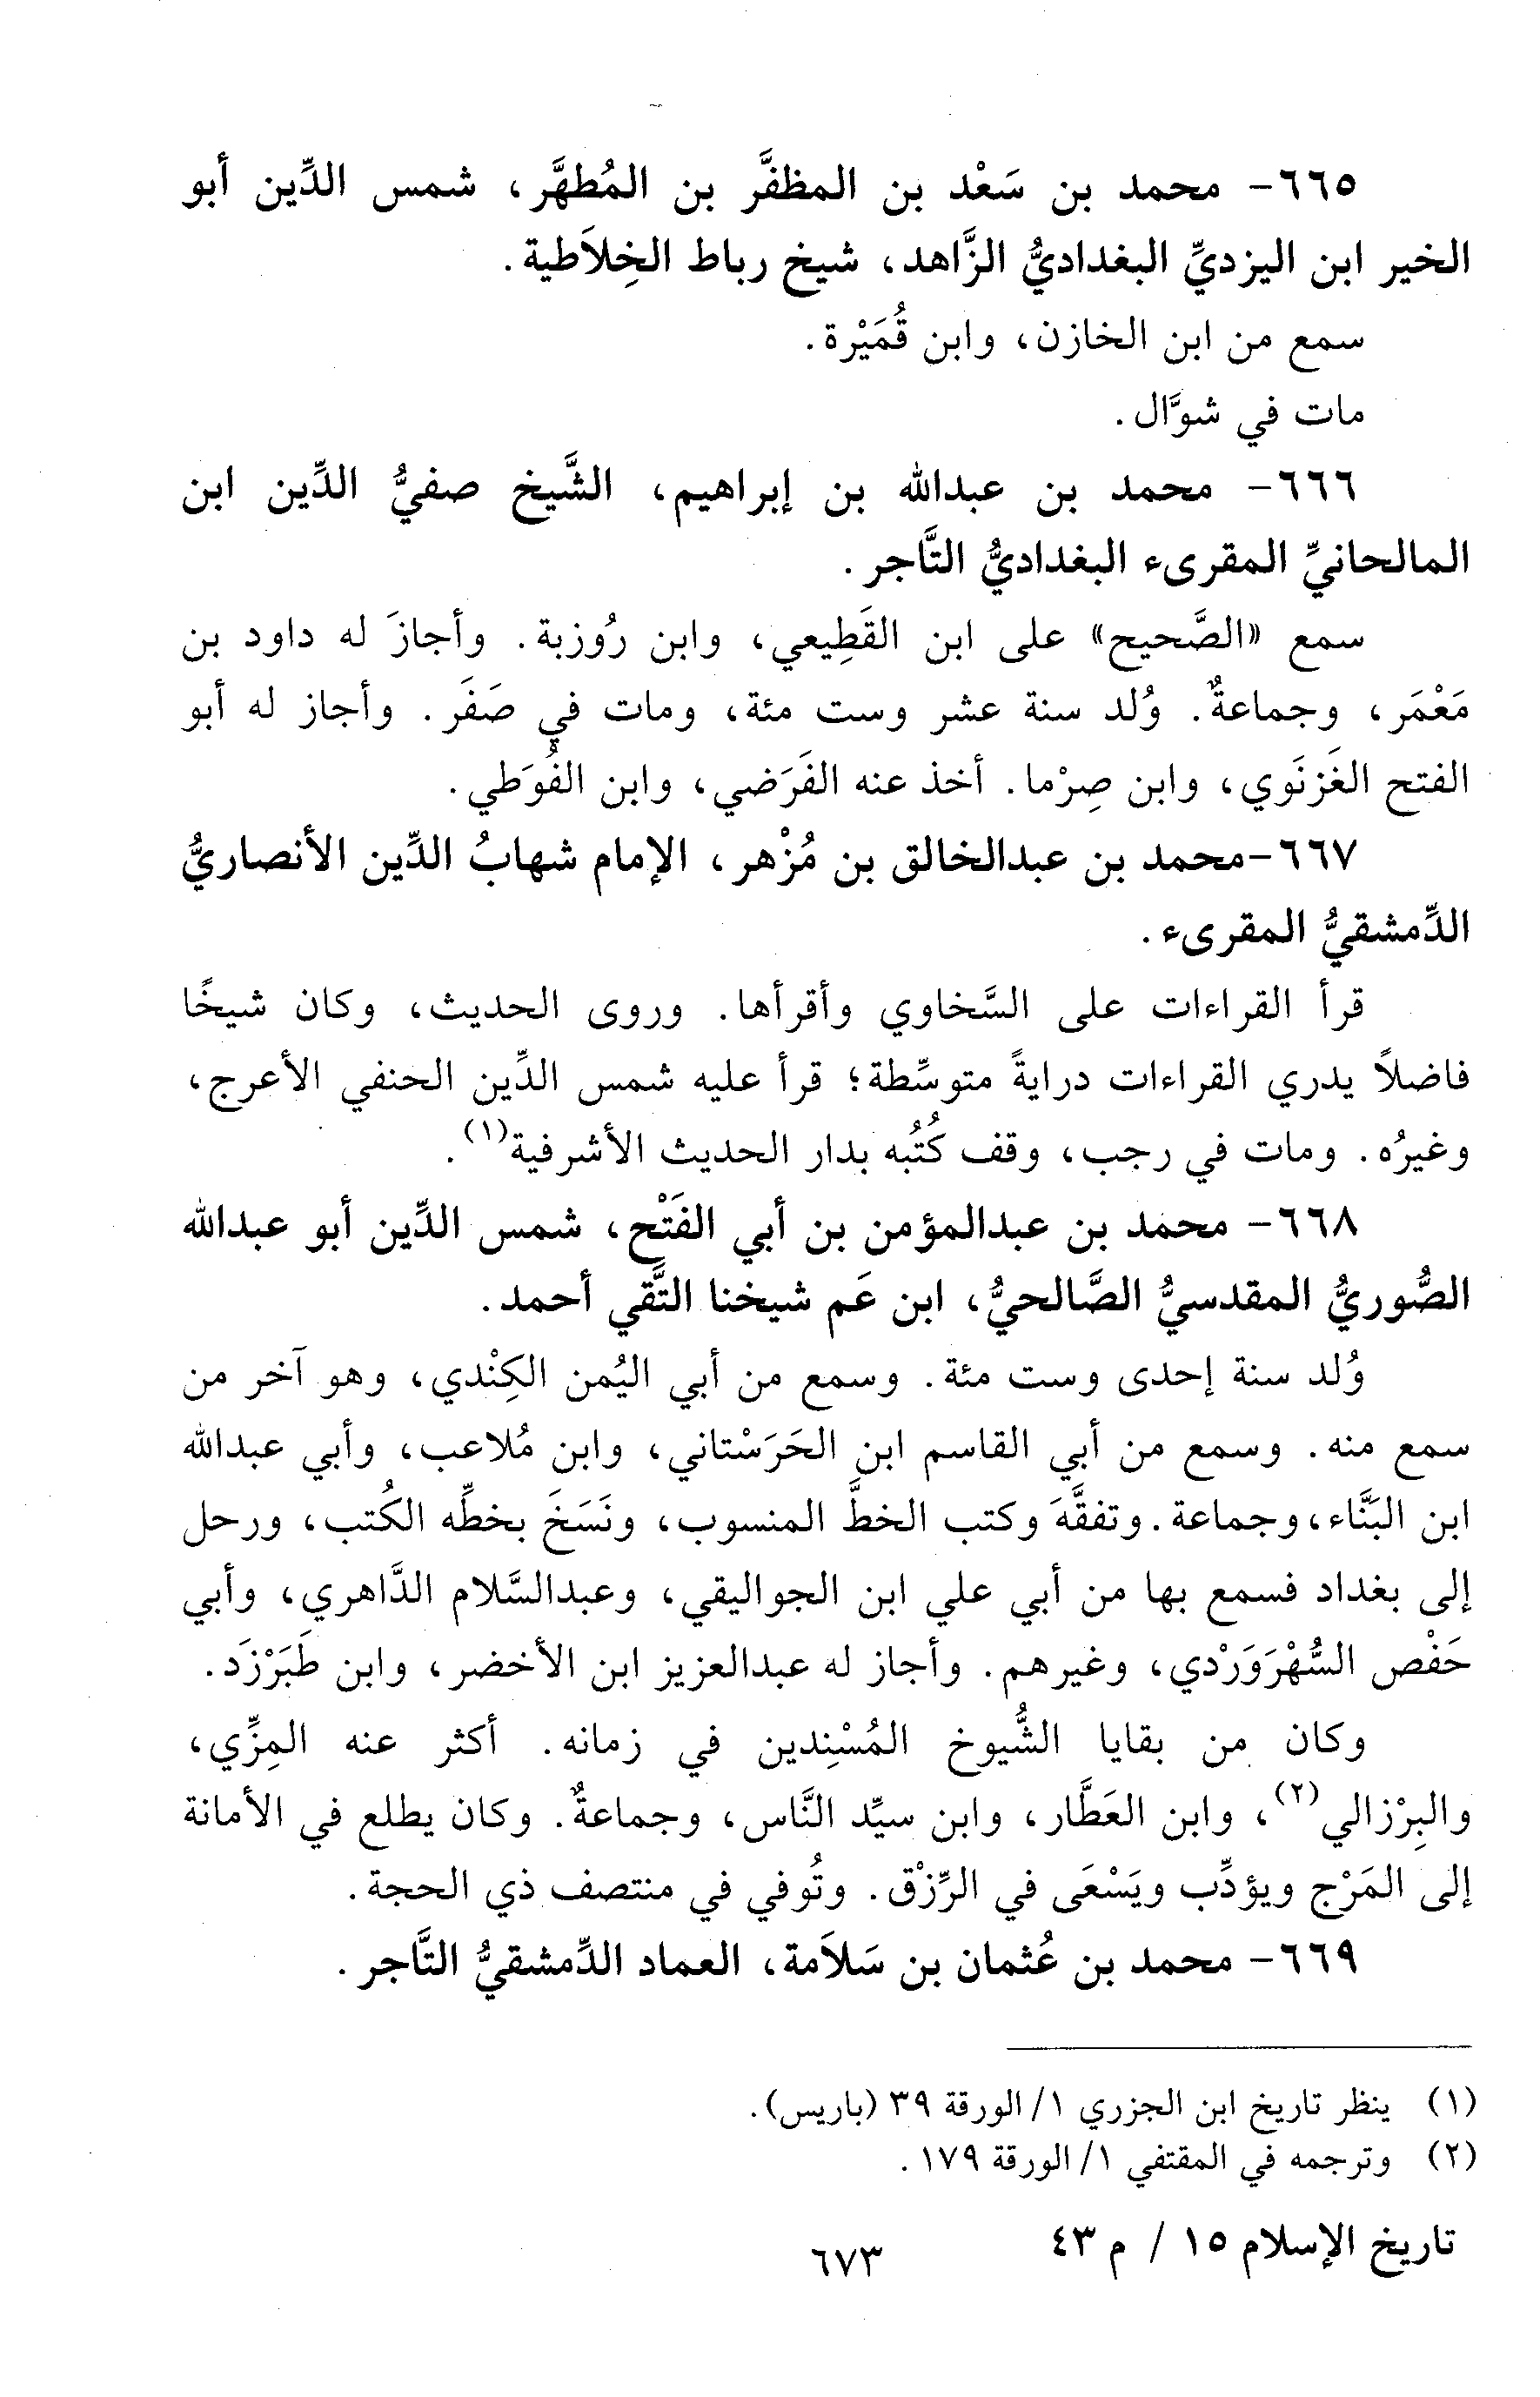 ٦٦٥- محمد بن سَعْد بن المظفَّر بن المُطهَّر، شمس الدِّين أبو
الخير ابن اليزديِّ البغداديُّ الزَّاهد، شيخ رباط الخِلاَطية.
سمع من ابن الخازن، وابن قُمَيْرة.
مات في شوَّال.
٦٦٦- محمد بن عبدالله بن إبراهيم، الشَّيخ صفيُّ الدِّين ابن
المالحانيِّ المقرىء البغداديُّ التَّاجر.
سمع «الصَّحيح» على ابن القَطِيعي، وابن رُوزبة. وأجازَ له داود بن
مَعْمَر، وجماعةٌ. وُلد سنة عشر وست مئة، ومات في صَفَر. وأجاز له أبو
الفتح الغَزنَوي، وابن صِرْما. أخذ عنه الفَرَضي، وابن الفُوَطي.
٦٦٧-محمد بن عبدالخالق بن مُزْهر، الإمام شهابُ الدِّين الأنصاريُّ
الدِّمشقيُّ المقرىء.
قرأ القراءات على السَّخاوي وأقرأها. وروى الحديث، وكان شيخًا
فاضلاً يدري القراءات درايةً متوسِّطة؛ قرأ عليه شمس الدِّين الحنفي الأعرج،
وغيرُه. ومات في رجب، وقف كُتُبه بدار الحديث الأشرفية(١).
٦٦٨- محمد بن عبدالمؤمن بن أبي الفَتْح، شمس الدِّين أبو عبدالله
الصُّوريُّ المقدسيُّ الصَّالحيُّ، ابن عَم شيخنا التَّقي أحمد.
وُلد سنة إحدى وست مئة. وسمع من أبي اليُمن الكِنْدي، وهو آخر من
سمع منه. وسمع من أبي القاسم ابن الحَرَسْتاني، وابن مُلاعب، وأبي عبدالله
ابن البَنَّاء، وجماعة. وتفقَّهَ وكتب الخطَّ المنسوب، ونَسَخَ بخطِّه الكُتب، ورحل
إلى بغداد فسمع بها من أبي علي ابن الجواليقي، وعبدالسَّلام الدَّاهري، وأبي
حَفْص السُّهْرَوَرْدي، وغيرهم. وأجاز له عبدالعزيز ابن الأخضر، وابن طَبَرْزَد.
وكان من بقايا الشُّيوخ المُسْنِدين في زمانه. أكثر عنه المِزِّي،
والبِرْزالي(٢)، وابن العَطَّار، وابن سيِّد النَّاس، وجماعةٌ. وكان يطلع في الأمانة
إلى المَرْج ويؤدِّب ويَسْعَى في الرِّزْق. وتُوفي في منتصف ذي الحجة.
٦٦٩- محمد بن عُثمان بن سَلاَمة، العماد الدِّمشقيُّ التَّاجر.
(١) ينظر تاريخ ابن الجزري ١/ الورقة ٣٩ (باريس).
(٢) وترجمه في المقتفي ١/ الورقة ١٧٩.
تاريخ الإسلام ١٥ / م ٤٣
٦٧٣